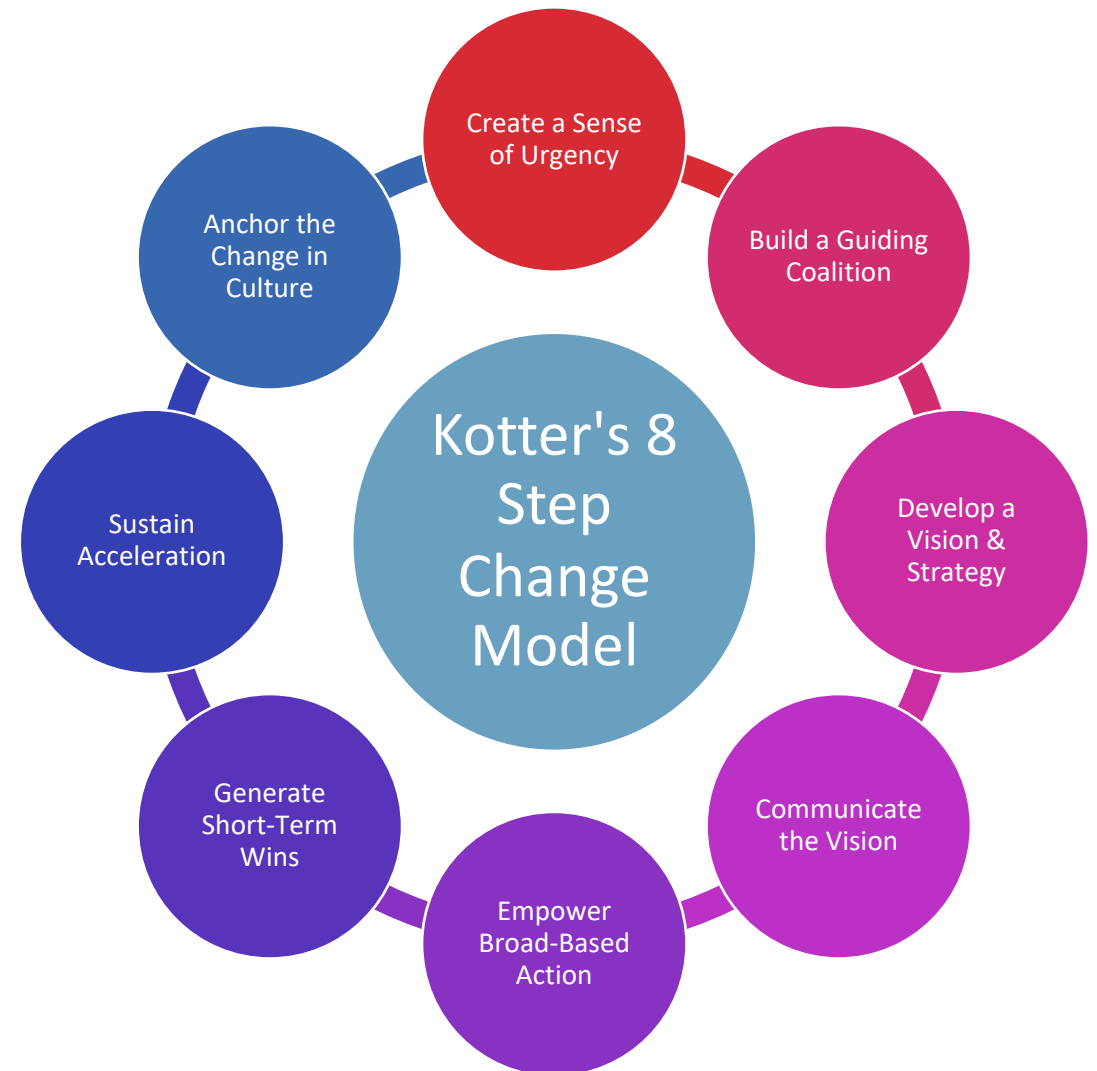 Create a Sense
of Urgency
Build a Guiding
Coalition
Develop a
Vision &
Strategy
Communicate
the Vision
Empower
Broad-Based
Action
Generate
Short-Term
Wins
Sustain
Acceleration
Anchor the
Change in
Culture
Kotter's 8
Step
Change
Model